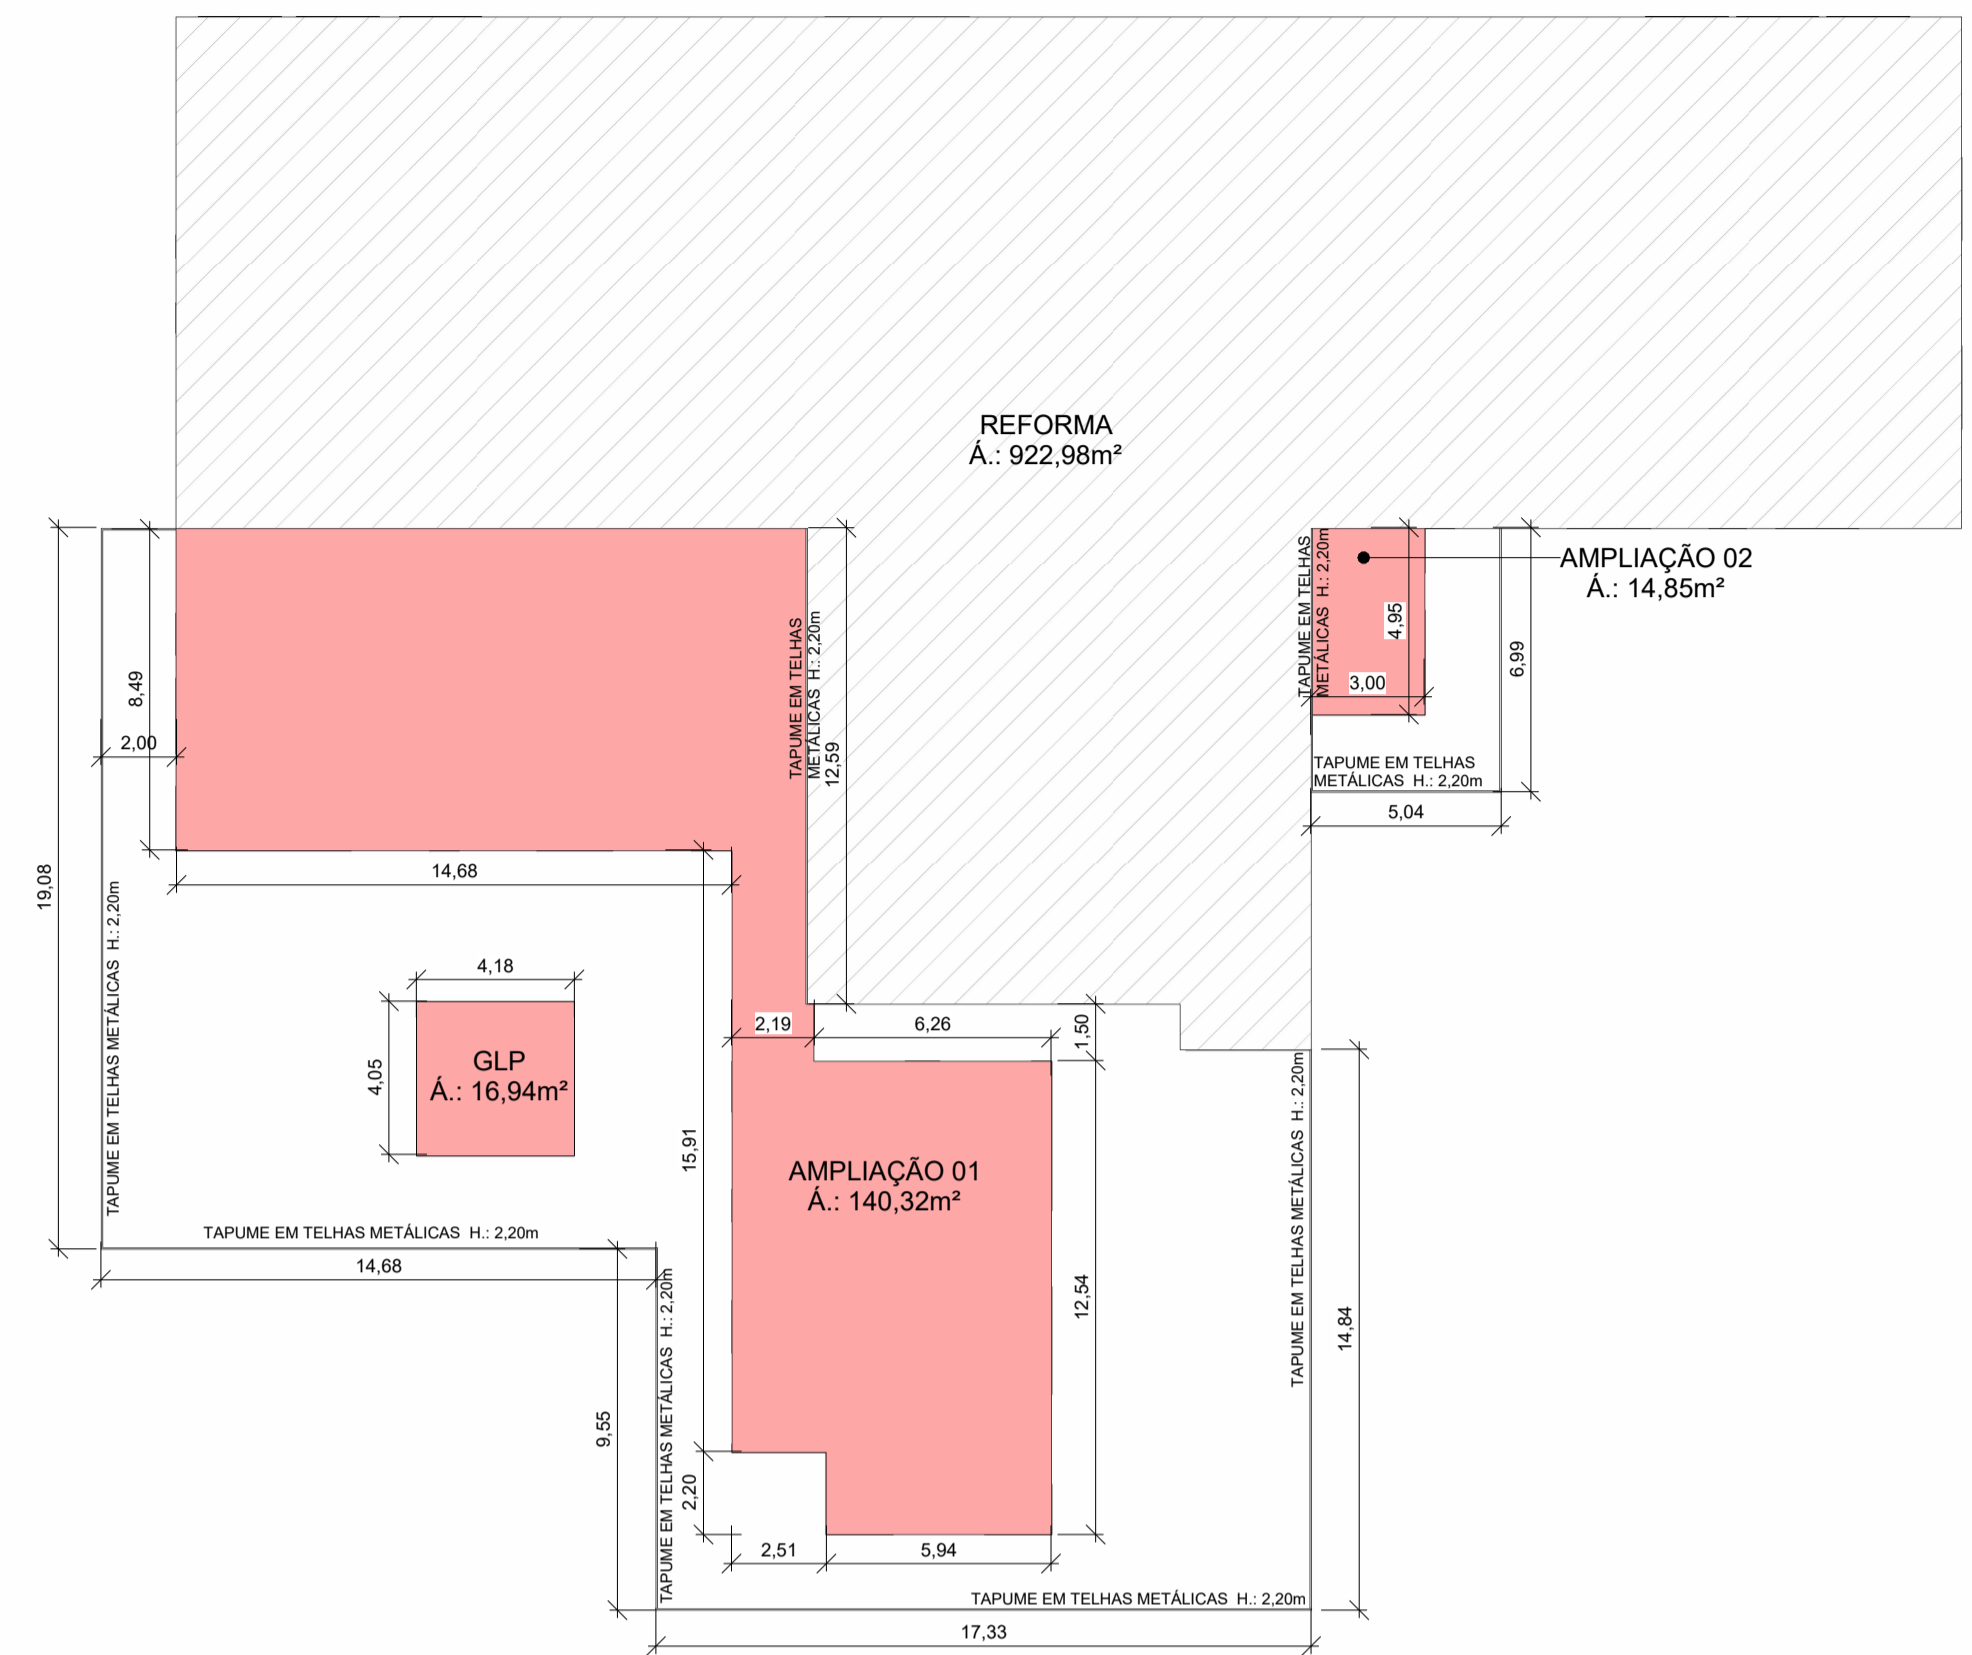 REFORMA
Á.: 922,98m²
AMPLIAÇÃO 02
Á.: 14,85m²
TAPUME EM TELHAS
METÁLICAS H.: 2,20m
4,95
3,00
6,99
TAPUME EM TELHAS
METÁLICAS H.: 2,20m
5,04
TAPUME EM TELHAS
METÁLICAS H.: 2,20m
12,59
8,49
2,00
19,08
14,68
TAPUME EM TELHAS METÁLICAS H.: 2,20m
4,18
4,05
GLP
Á.: 16,94m²
2,19
6,26
1,50
15,91
AMPLIAÇÃO 01
Á.: 140,32m²
TAPUME EM TELHAS METÁLICAS H.: 2,20m
14,68
12,54
TAPUME EM TELHAS METÁLICAS H.: 2,20m
14,84
9,55
TAPUME EM TELHAS METÁLICAS H.: 2,20m
2,20
2,51
5,94
TAPUME EM TELHAS METÁLICAS H.: 2,20m
17,33